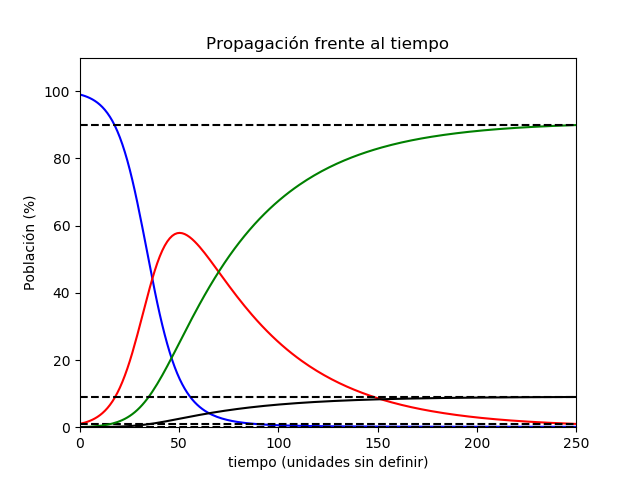 Propagación frente al tiempo
Población (%)
100
80
60
40
20
0
0 50 100 150 200 250
tiempo (unidades sin definir)